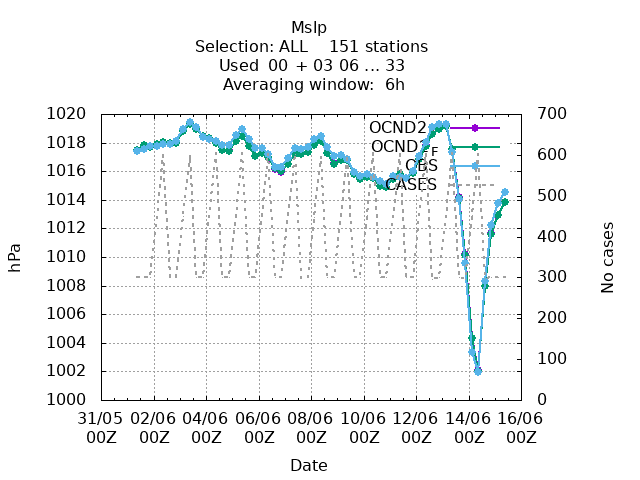 Mslp
Selection: ALL 151 stations
Used 00 + 03 06 ... 33
Averaging window: 6h
hPa
1020
1018
1016
1014
1012
1010
1008
1006
1004
1002
1000
700
600
500
400
300
200
100
0
No cases
OCND2
OCND1_F
OBS
CASES
31/05 02/06 04/06 06/06 08/06 10/06 12/06 14/06 16/06
00Z 00Z 00Z 00Z 00Z 00Z 00Z 00Z 00Z
Date